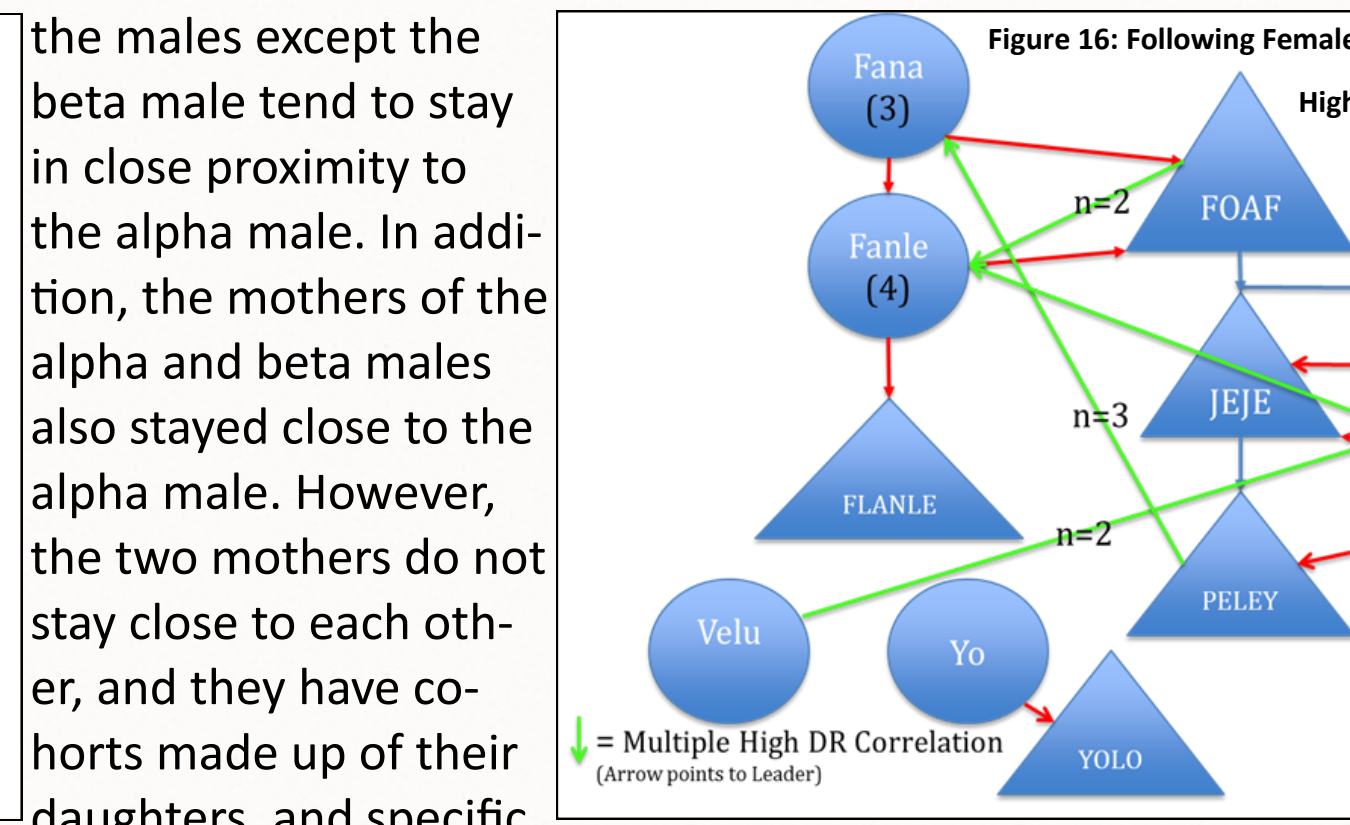 the males except the
beta male tend to stay
in close proximity to
the alpha male. In addi-
tion, the mothers of the
alpha and beta males
also stayed close to the
alpha male. However,
the two mothers do not
stay close to each oth-
er, and they have co-
horts made up of their
daughters, and specific
Figure 16: Following Female
High
Fana
(3)
FOAF
n=2
Fanle
(4)
JEJE
n=3
FLANLE
n=2
PELEY
Velu
Yo
YOLO
= Multiple High DR Correlation
(Arrow points to Leader)